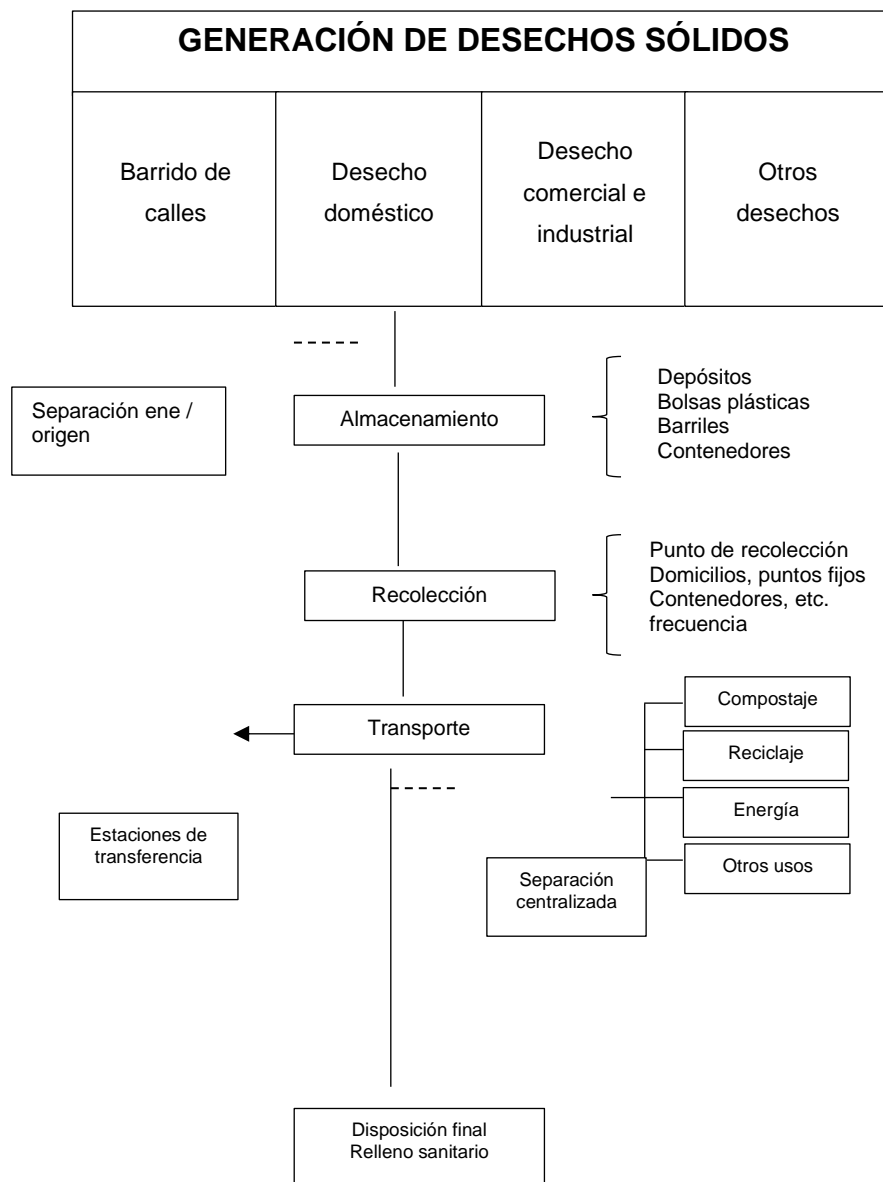 GENERACIÓN DE DESECHOS SÓLIDOS
Barrido de
calles
Desecho
doméstico
Desecho
comercial e
industrial
Otros
desechos
Separación ene /
origen
Almacenamiento
Depósitos
Bolsas plásticas
Barriles
Contenedores
Recolección
Punto de recolección
Domicilios, puntos fijos
Contenedores, etc.
frecuencia
Transporte
Compostaje
Reciclaje
Energía
Otros usos
Estaciones de
transferencia
Separación
centralizada
Disposición final
Relleno sanitario